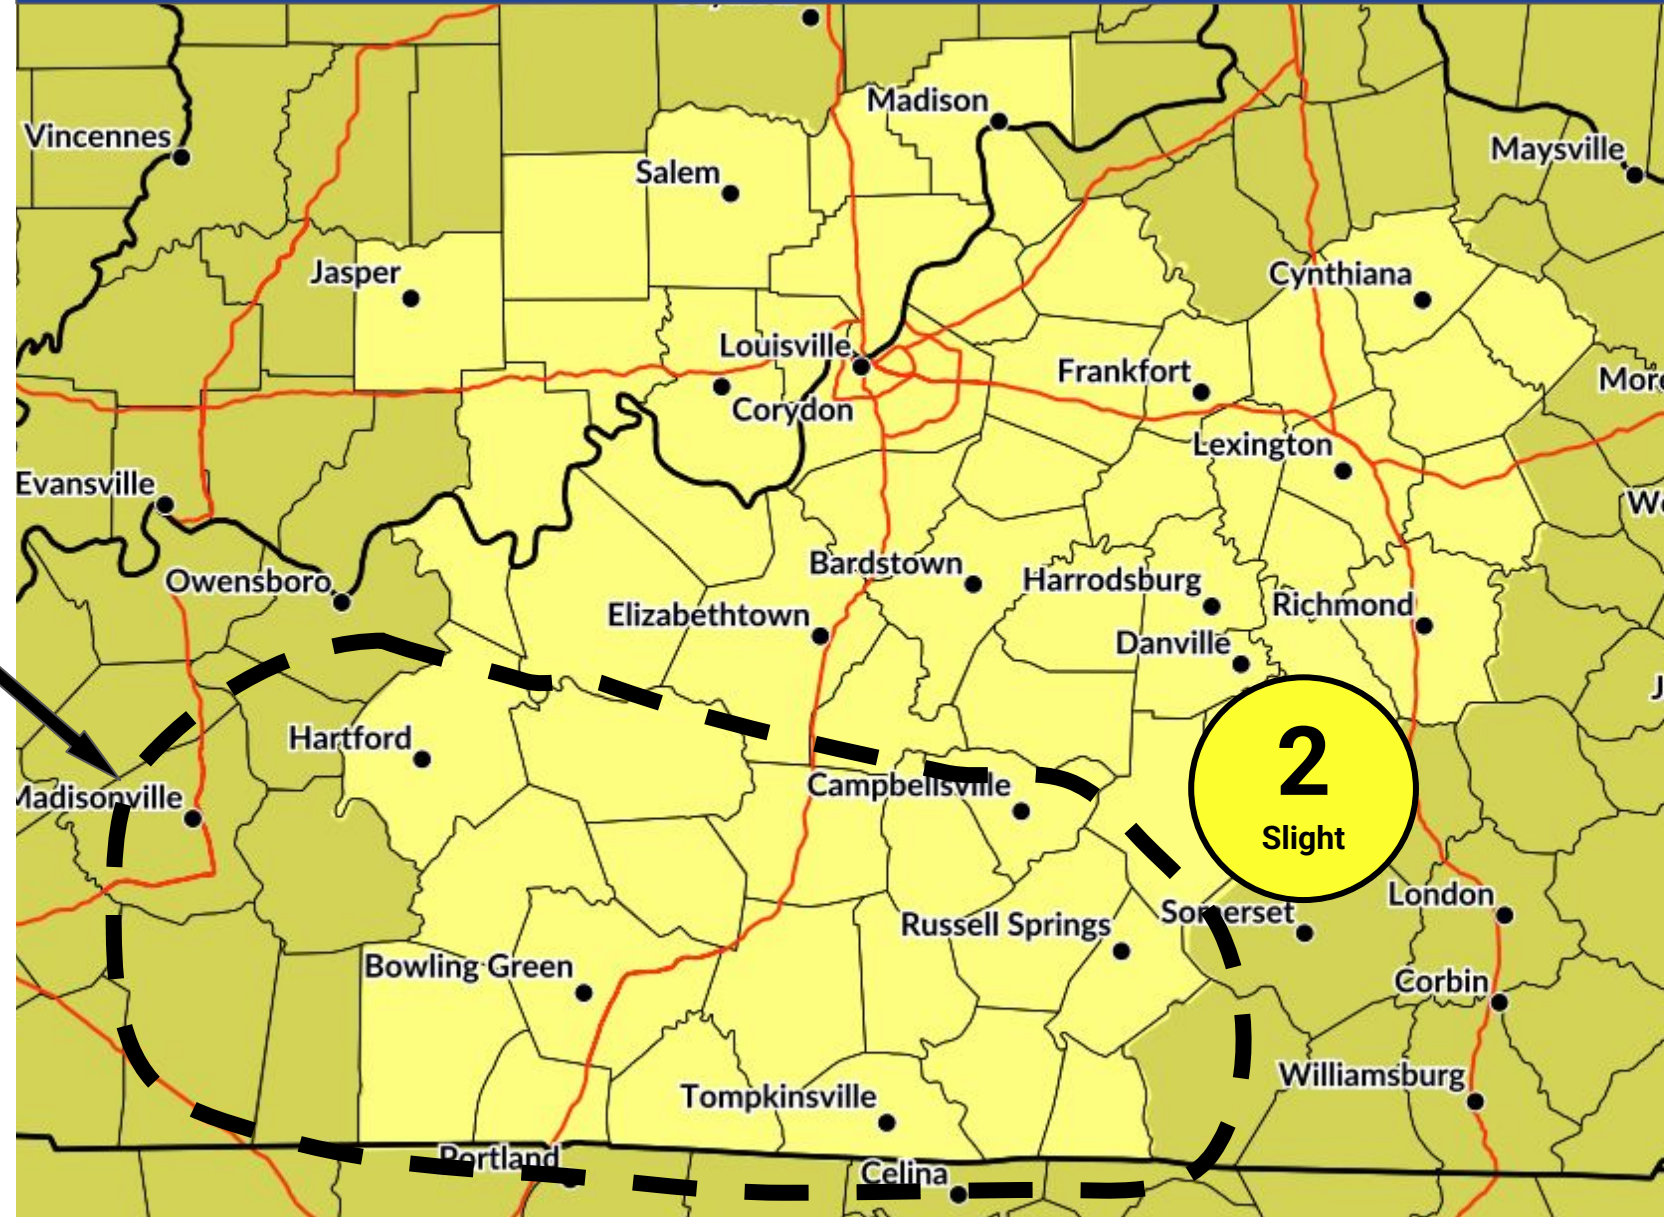 Madison
Vincennes
Maysville
Salem
Jasper
Cynthiana
Louisville
Frankfort
Corydon
Lexington
Evansville
Bardstown
Owensboro
Harrodsburg
Elizabethtown
Richmond
Danville
Hartford
2
Slight
Madisonville
Campbellsville
London
Somerset
Russell Springs
Bowling Green
Corbin
Williamsburg
Tompkinsville
Portland
Celina